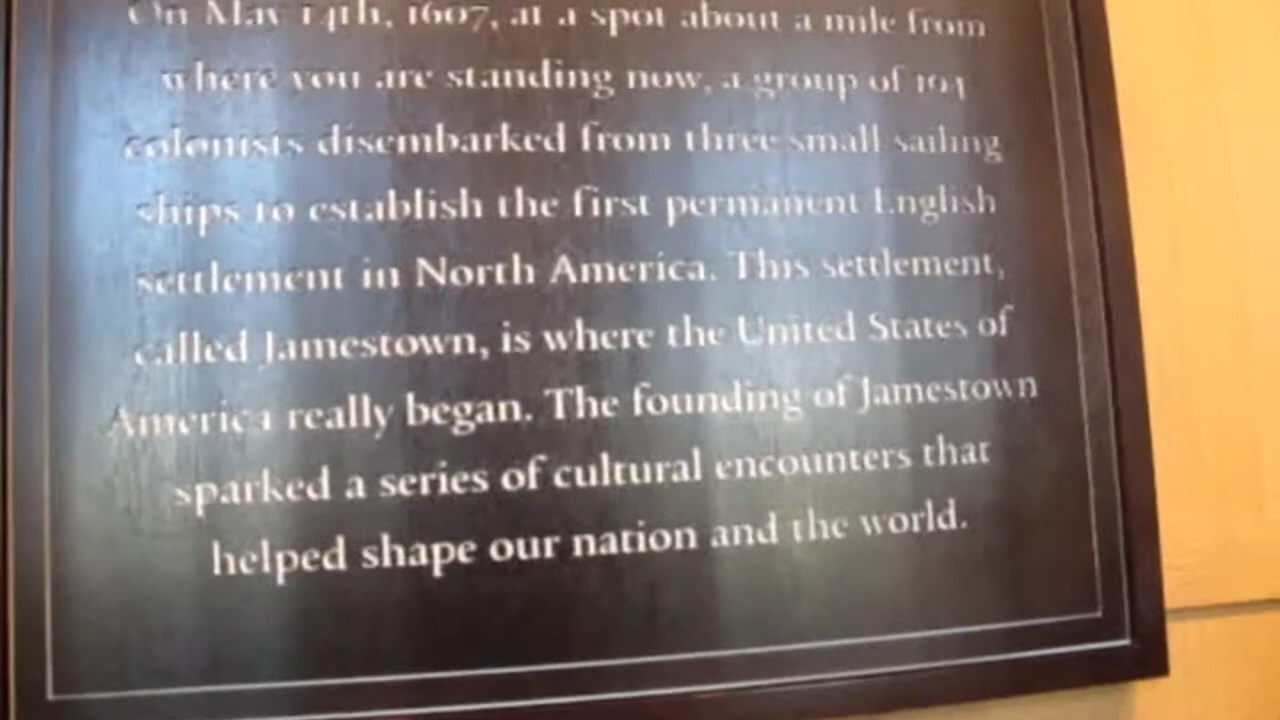 On May 14th, 1607, at a spot about a mile from
where you are standing now, a group of 104
colonists disembarked from three small sailing
ships to establish the first permanent English
settlement in North America. This settlement,
called Jamestown, is where the United States of
America really began. The founding of Jamestown
sparked a series of cultural encounters that
helped shape our nation and the world.